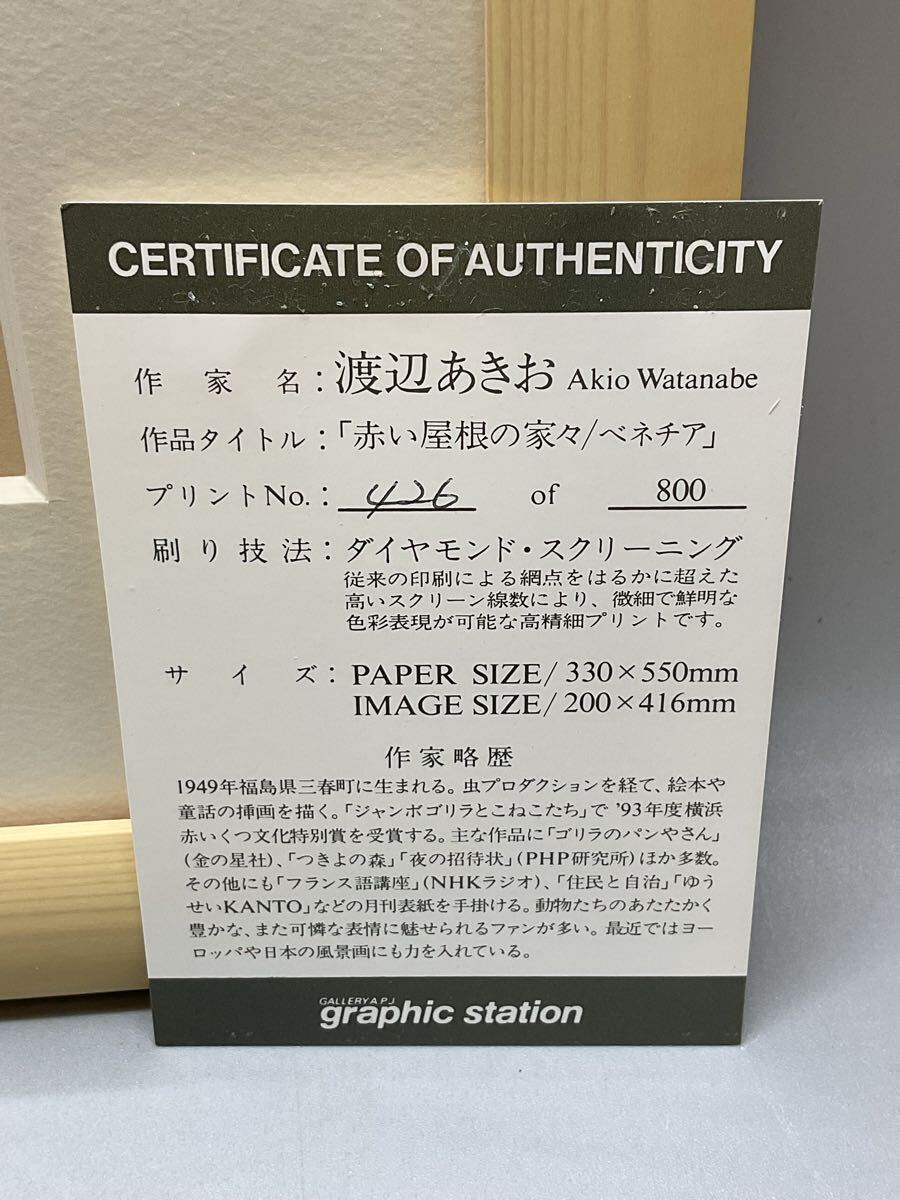 CERTIFICATE OF AUTHENTICITY
作家名：渡辺あきお Akio Watanabe
作品タイトル：「赤い屋根の家々/ベネチア」
プリントNo.： 426 of 800
刷り技法：ダイヤモンド・スクリーニング
従来の印刷による網点をはるかに超えた
高いスクリーン線数により、微細で鮮明な
色彩表現が可能な高精細プリントです。
サイズ：PAPER SIZE/330×550mm
IMAGE SIZE/200×416mm
作家略歴
1949年福島県三春町に生まれる。虫プロダクションを経て、絵本や
童話の挿画を描く。「ジャンボゴリラとこねこたち」で '93年度横浜
赤いくつ文化特別賞を受賞する。主な作品に「ゴリラのパンやさん」
(金の星社)、「つきよの森」「夜の招待状」(PHP研究所)ほか多数。
その他にも「フランス語講座」(NHKラジオ)、「住民と自治」「ゆう
せいKANTO」などの月刊表紙を手掛ける。動物たちのあたたかく
豊かな、また可憐な表情に魅せられるファンが多い。最近ではヨー
ロッパや日本の風景画にも力を入れている。
GALLERY APJ
graphic station